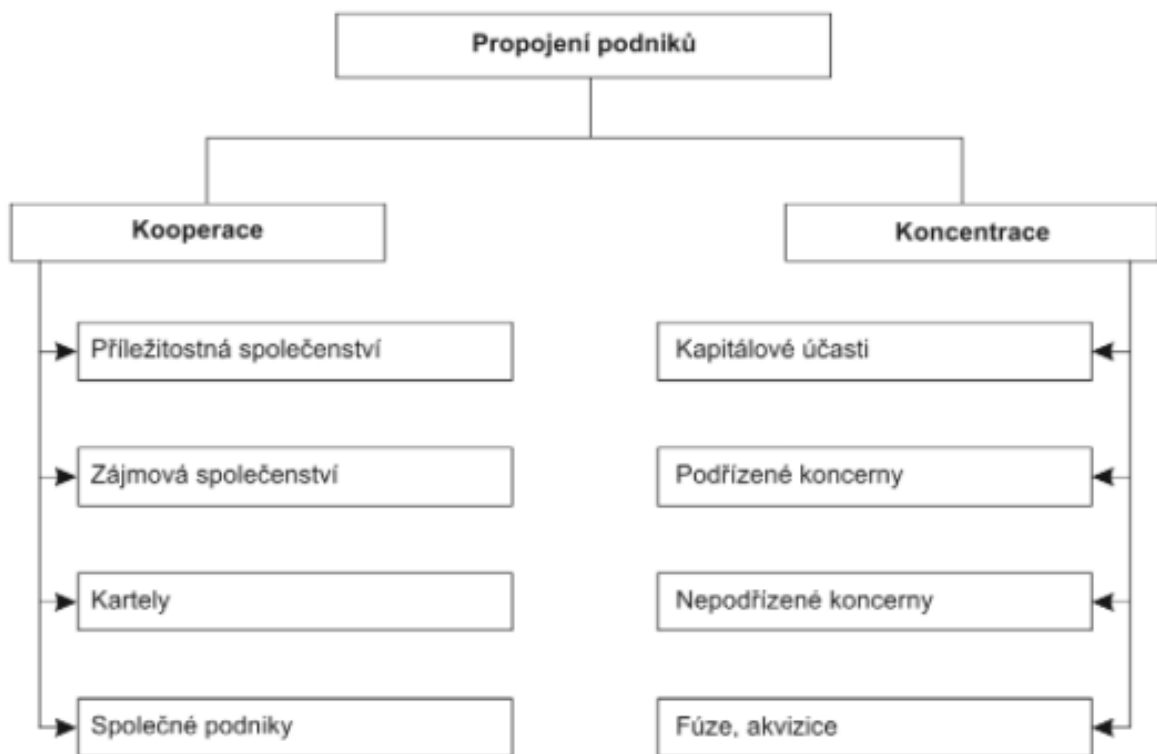 Propojení podniků
Kooperace
Koncentrace
Příležitostná společenství
Kapitálové účasti
Zájmová společenství
Podřízené koncerny
Kartely
Nepodřízené koncerny
Společné podniky
Fúze, akvizice